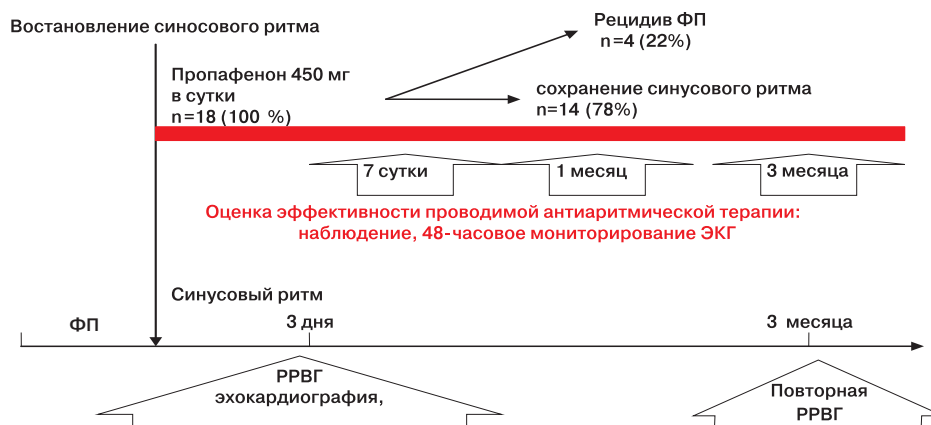 Востановление синосового ритма
Рецидив ФП
n=4 (22%)
Пропафенон 450 мг
в сутки
n=18 (100 %)
сохранение синусового ритма
n=14 (78%)
7 сутки
1 месяц
3 месяца
Оценка эффективности проводимой антиаритмической терапии:
наблюдение, 48-часовое мониторирование ЭКГ
Синусовый ритм
ФП
3 дня
3 месяца
РРВГ
эхокардиография,
Повторная
РРВГ